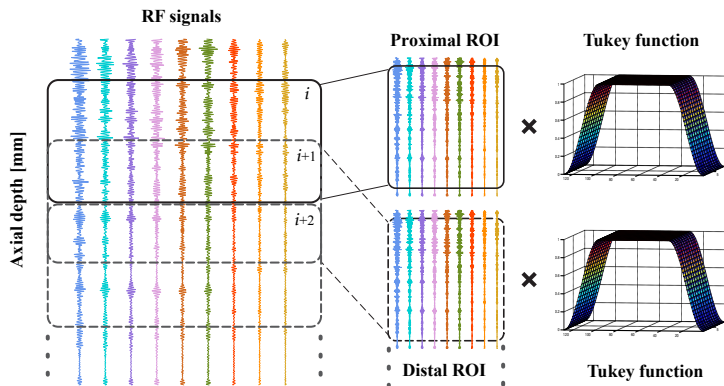 RF signals
Proximal ROI
Tukey function
Axial depth [mm]
i
i+1
i+2
Distal ROI
Tukey function